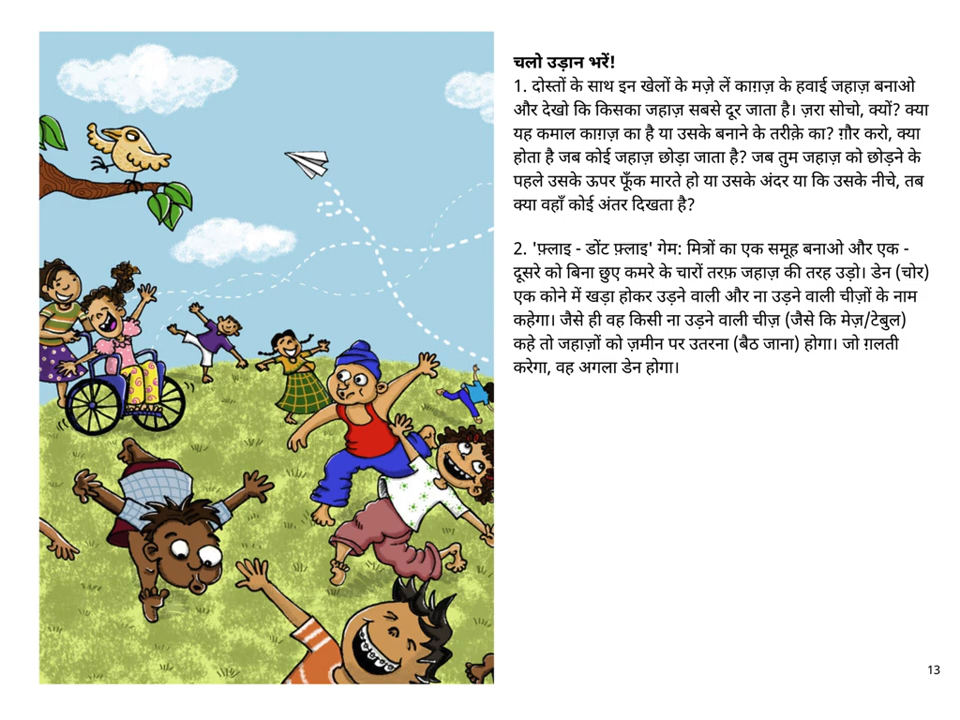 चलो उड़ान भरें!
1. दोस्तों के साथ इन खेलों के मज़े लें काग़ज़ के हवाई जहाज़ बनाओ
और देखो कि किसका जहाज़ सबसे दूर जाता है। ज़रा सोचो, क्यों? क्या
यह कमाल काग़ज़ का है या उसके बनाने के तरीक़े का? ग़ौर करो, क्या
होता है जब कोई जहाज़ छोड़ा जाता है? जब तुम जहाज़ को छोड़ने के
पहले उसके ऊपर फूँक मारते हो या उसके अंदर या कि उसके नीचे, तब
क्या वहाँ कोई अंतर दिखता है?
2. 'फ़्लाइ - डोंट फ़्लाइ' गेम: मित्रों का एक समूह बनाओ और एक -
दूसरे को बिना छुए कमरे के चारों तरफ़ जहाज़ की तरह उड़ो। डेन (चोर)
एक कोने में खड़ा होकर उड़ने वाली और ना उड़ने वाली चीज़ों के नाम
कहेगा। जैसे ही वह किसी ना उड़ने वाली चीज़ (जैसे कि मेज़/टेबुल)
कहे तो जहाज़ों को ज़मीन पर उतरना (बैठ जाना) होगा। जो ग़लती
करेगा, वह अगला डेन होगा।
13